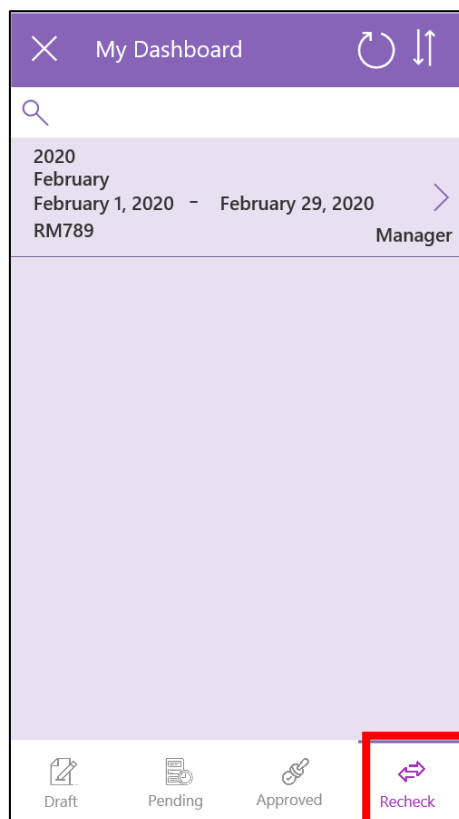 My Dashboard
2020
February
February 1, 2020 - February 29, 2020
RM789
Manager
Draft Pending Approved Recheck